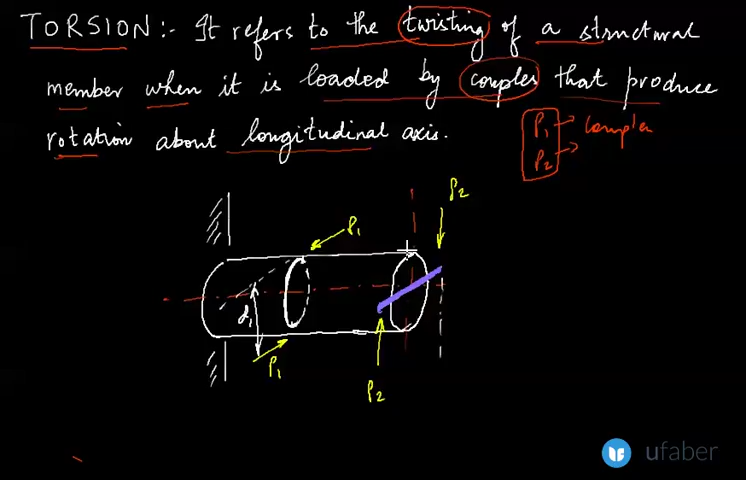 TORSION :- It refers to the twisting of a structural
member when it is loaded by couples that produce
rotation about longitudinal axis.
P1 → couples
P2 →
P2
P1
d1
P1
P2
ufaber